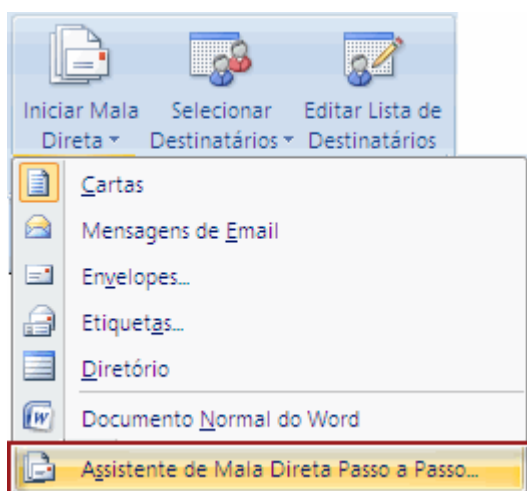 Iniciar Mala Selecionar Editar Lista de
Direta Destinatários Destinatários
Cartas
Mensagens de Email
Envelopes...
Etiquetas...
Diretório
Documento Normal do Word
Assistente de Mala Direta Passo a Passo...